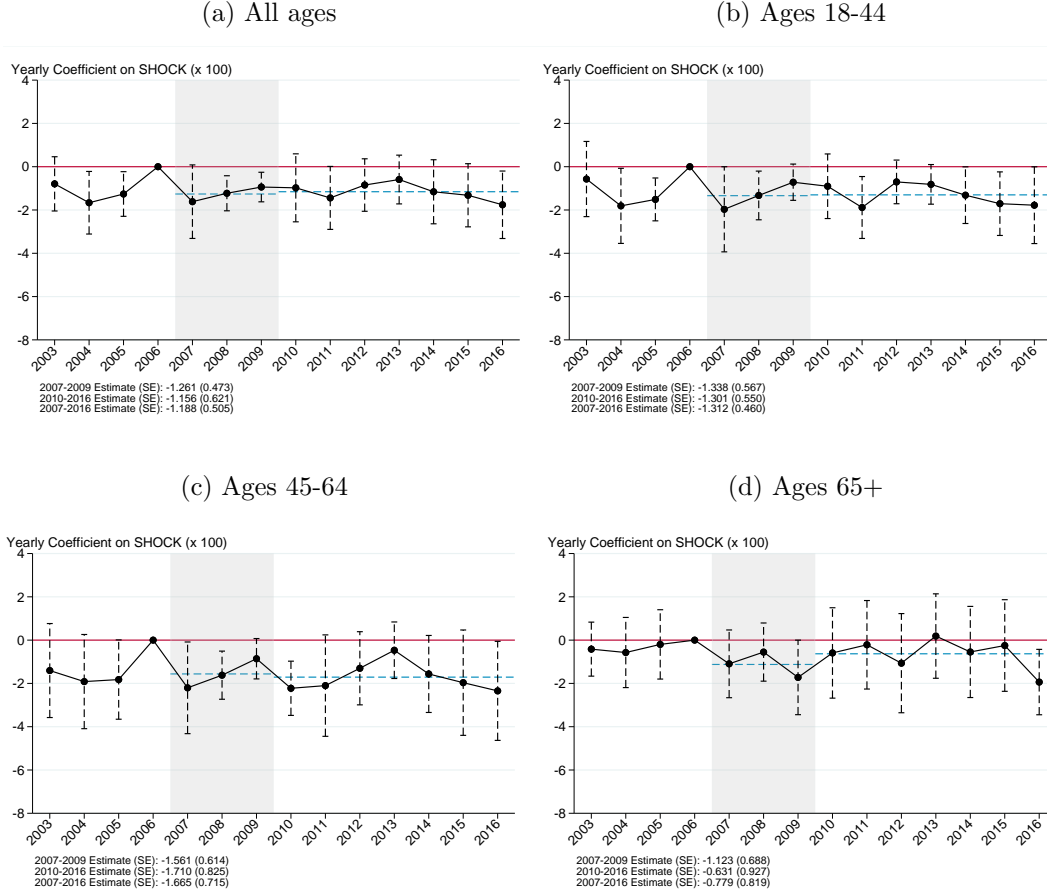 (a) All ages
Yearly Coefficient on SHOCK (x 100)
4
2
0
-2
-4
-6
-8
2003 2004 2005 2006 2007 2008 2009 2010 2011 2012 2013 2014 2015 2016
2007-2009 Estimate (SE): -1.261 (0.473)
2010-2016 Estimate (SE): -1.156 (0.621)
2007-2016 Estimate (SE): -1.188 (0.505)
(b) Ages 18-44
Yearly Coefficient on SHOCK (x 100)
4
2
0
-2
-4
-6
-8
2003 2004 2005 2006 2007 2008 2009 2010 2011 2012 2013 2014 2015 2016
2007-2009 Estimate (SE): -1.338 (0.567)
2010-2016 Estimate (SE): -1.301 (0.550)
2007-2016 Estimate (SE): -1.312 (0.460)
(c) Ages 45-64
Yearly Coefficient on SHOCK (x 100)
4
2
0
-2
-4
-6
-8
2003 2004 2005 2006 2007 2008 2009 2010 2011 2012 2013 2014 2015 2016
2007-2009 Estimate (SE): -1.561 (0.614)
2010-2016 Estimate (SE): -1.710 (0.825)
2007-2016 Estimate (SE): -1.665 (0.715)
(d) Ages 65+
Yearly Coefficient on SHOCK (x 100)
4
2
0
-2
-4
-6
-8
2003 2004 2005 2006 2007 2008 2009 2010 2011 2012 2013 2014 2015 2016
2007-2009 Estimate (SE): -1.123 (0.688)
2010-2016 Estimate (SE): -0.631 (0.927)
2007-2016 Estimate (SE): -0.779 (0.819)